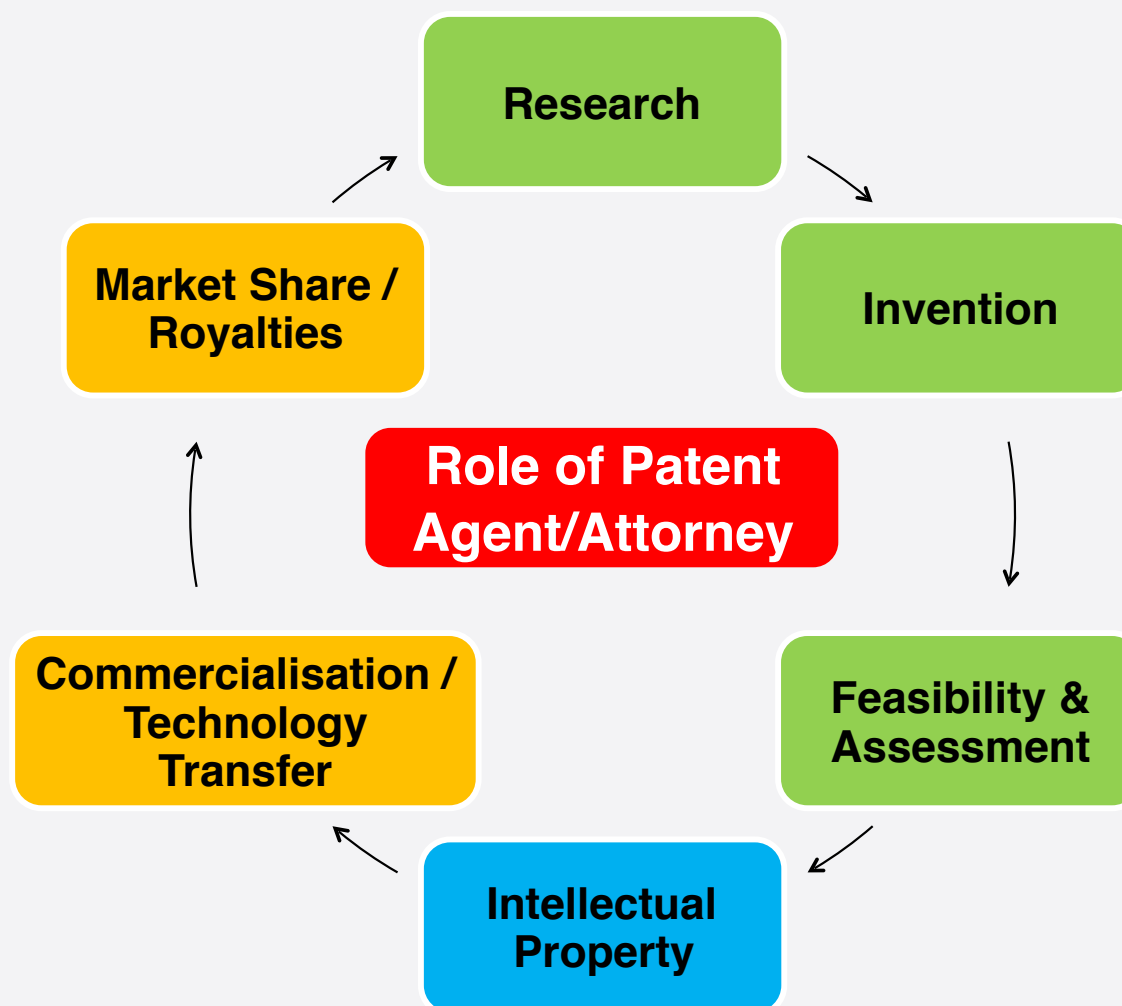 Research
Market Share /
Royalties
Invention
Role of Patent
Agent/Attorney
Commercialisation /
Technology
Transfer
Feasibility &
Assessment
Intellectual
Property